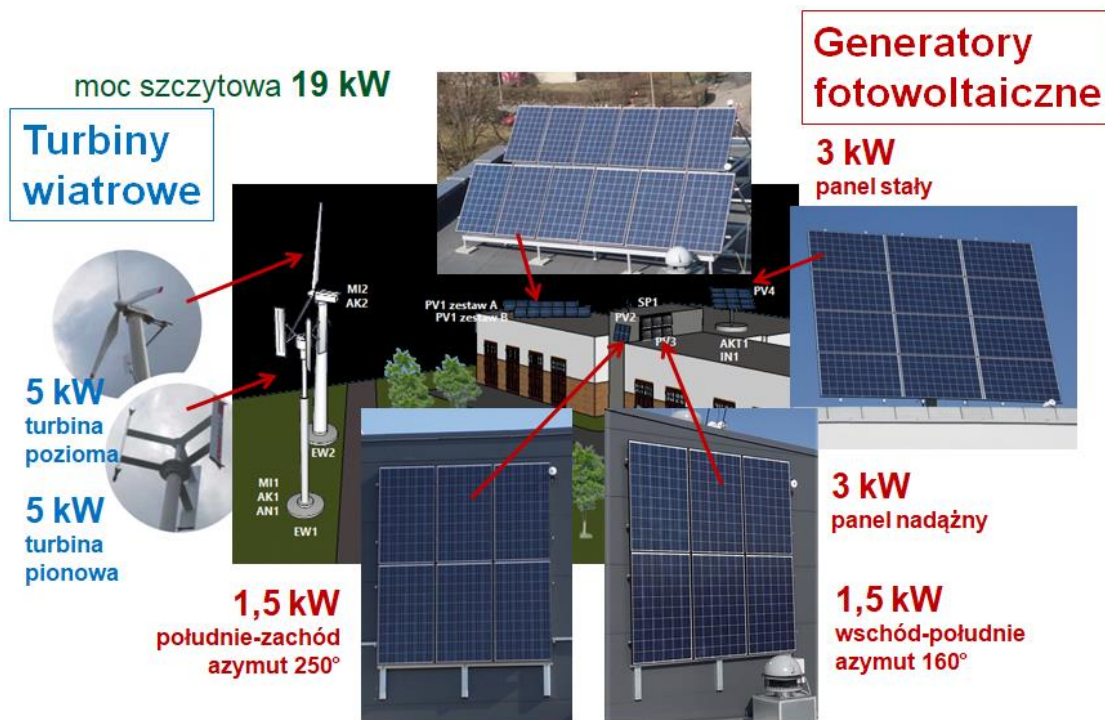 moc szczytowa 19 kW
Turbiny
wiatrowe
Generatory
fotowoltaiczne
3 kW
panel stały
MI2
AK2
PV1 zestaw A
PV1 zestaw B
SP1
PV2
PV3
PV4
AKT1
IN1
5 kW
turbina
pozioma
5 kW
turbina
pionowa
EW2
MI1
AK1
AN1
EW1
3 kW
panel nadążny
1,5 kW
południe-zachód
azymut 250°
1,5 kW
wschód-południe
azymut 160°